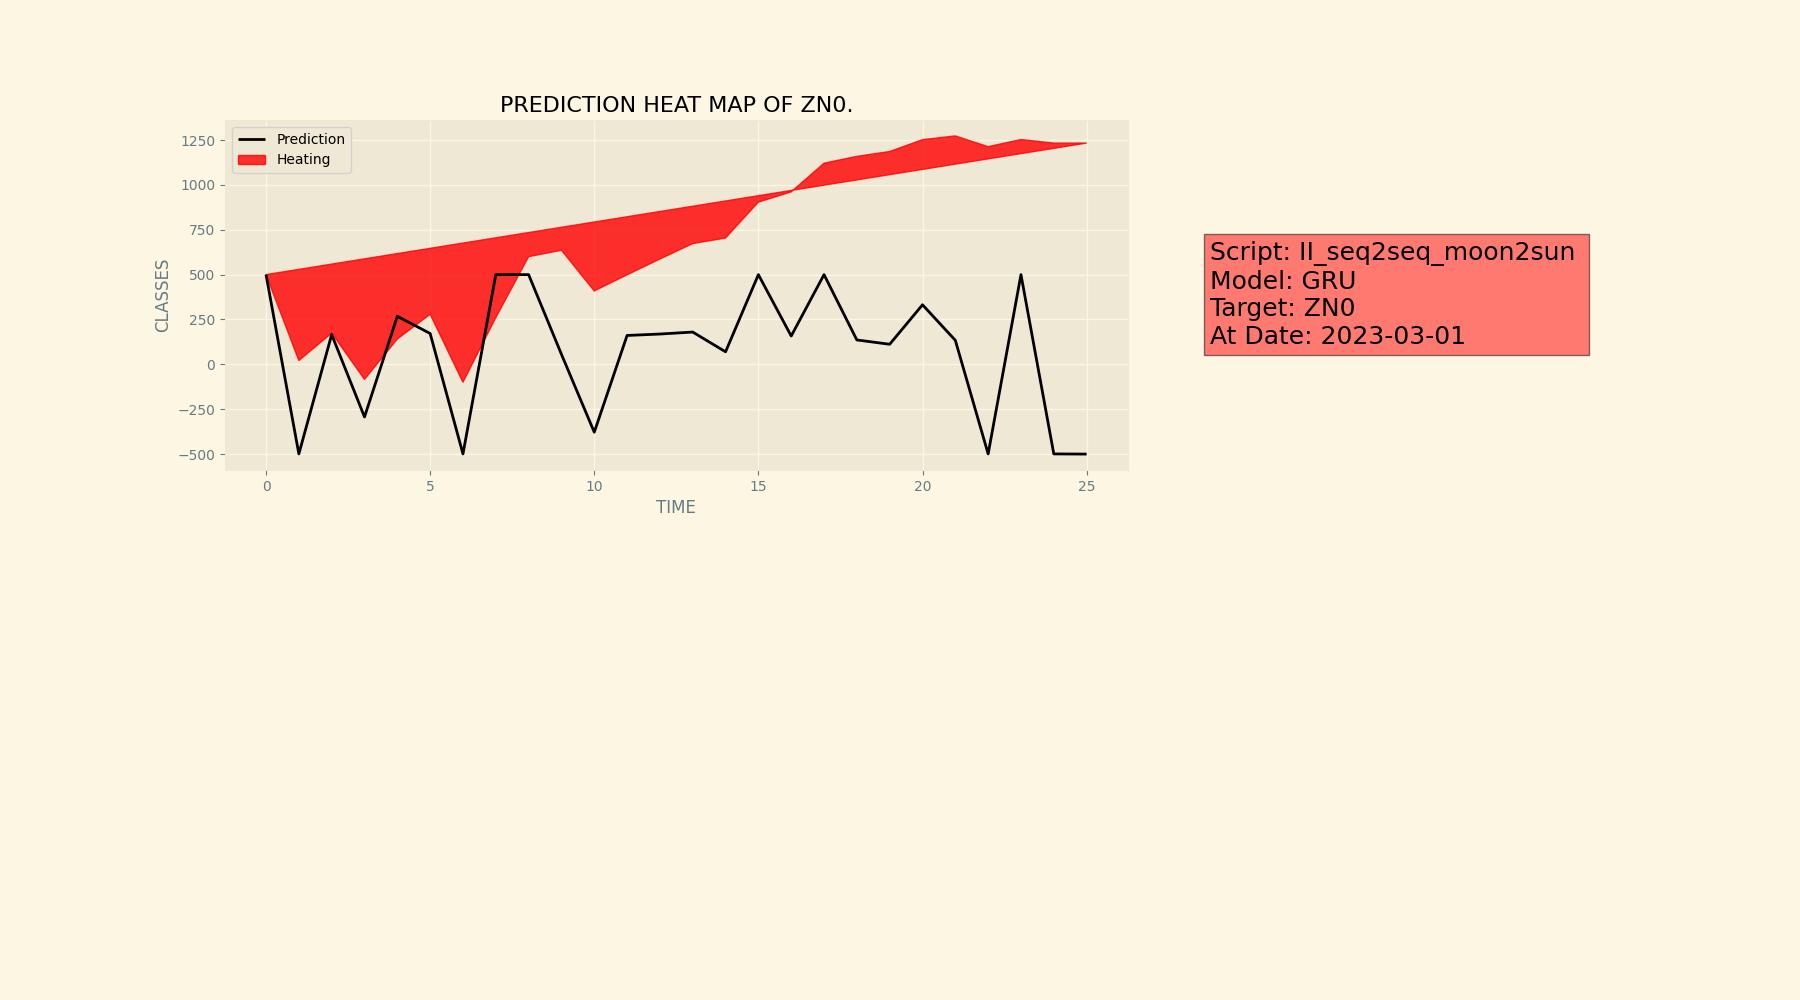 PREDICTION HEAT MAP OF ZN0.
Prediction
Heating
1250
1000
750
500
250
0
−250
−500
CLASSES
0 5 10 15 20 25
TIME
Script: II_seq2seq_moon2sun
Model: GRU
Target: ZN0
At Date: 2023-03-01